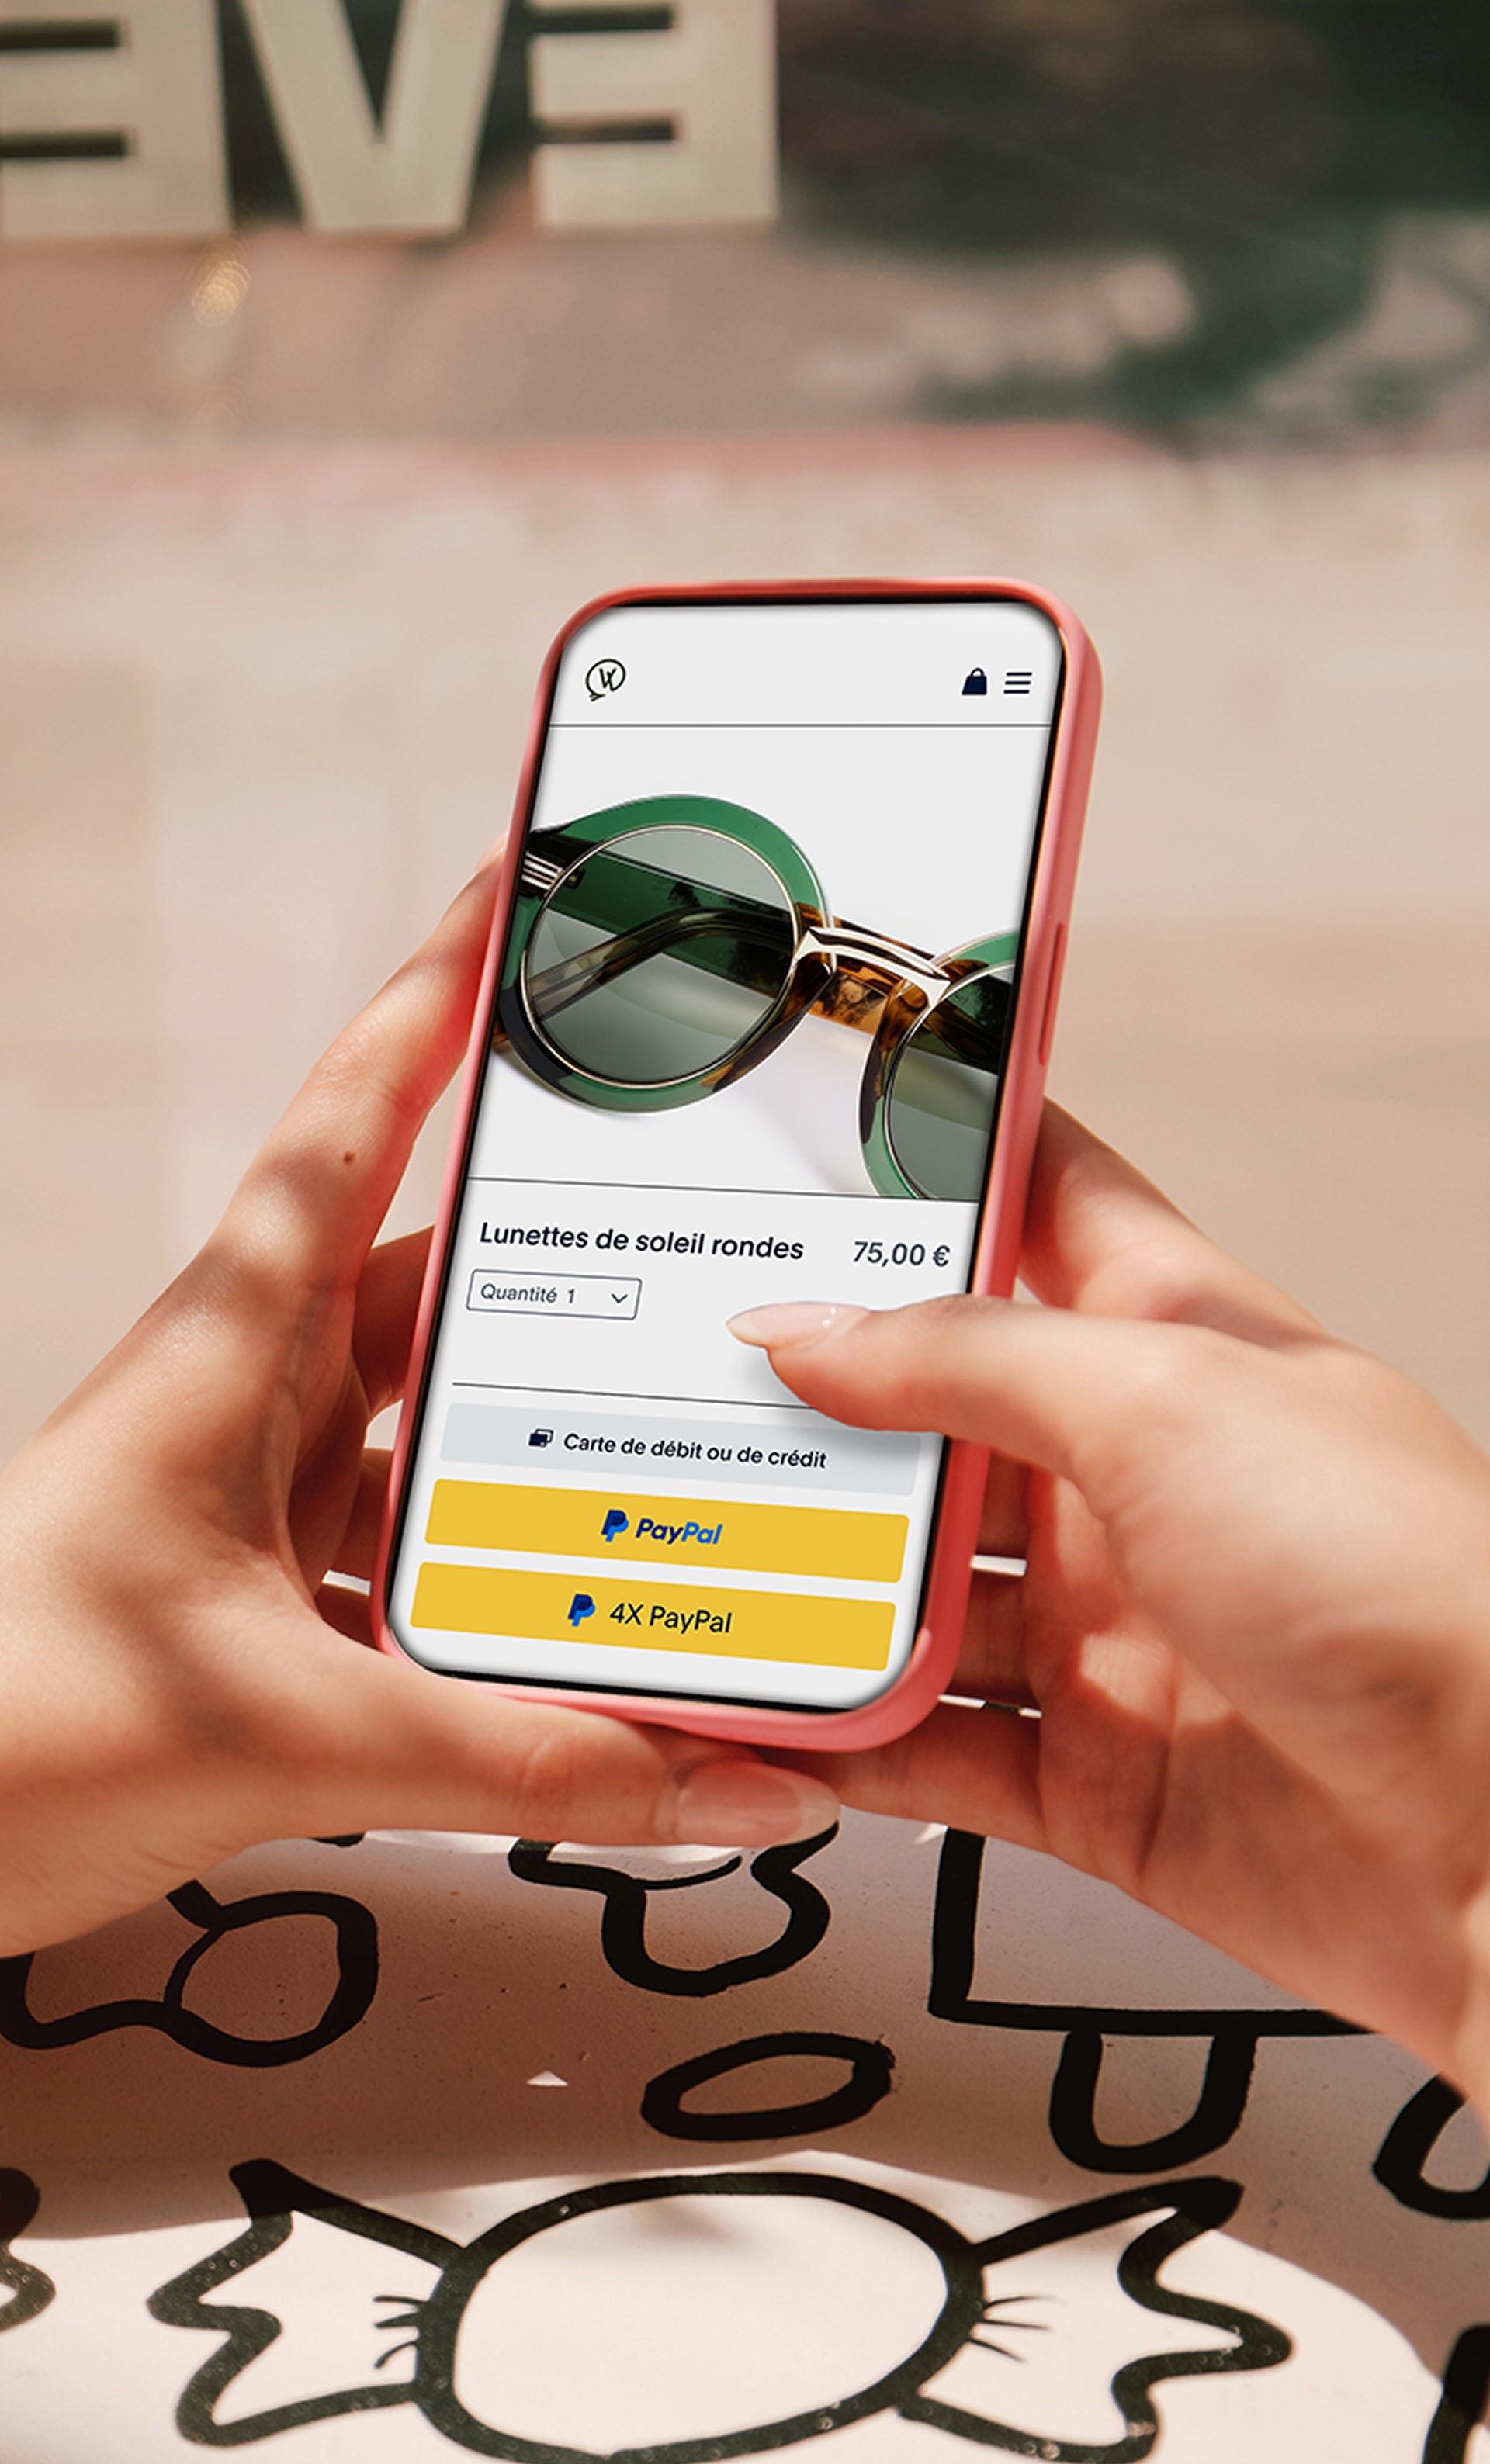 EVE
Lunettes de soleil rondes 75,00 €
Quantité 1
Carte de débit ou de crédit
PayPal
4X PayPal